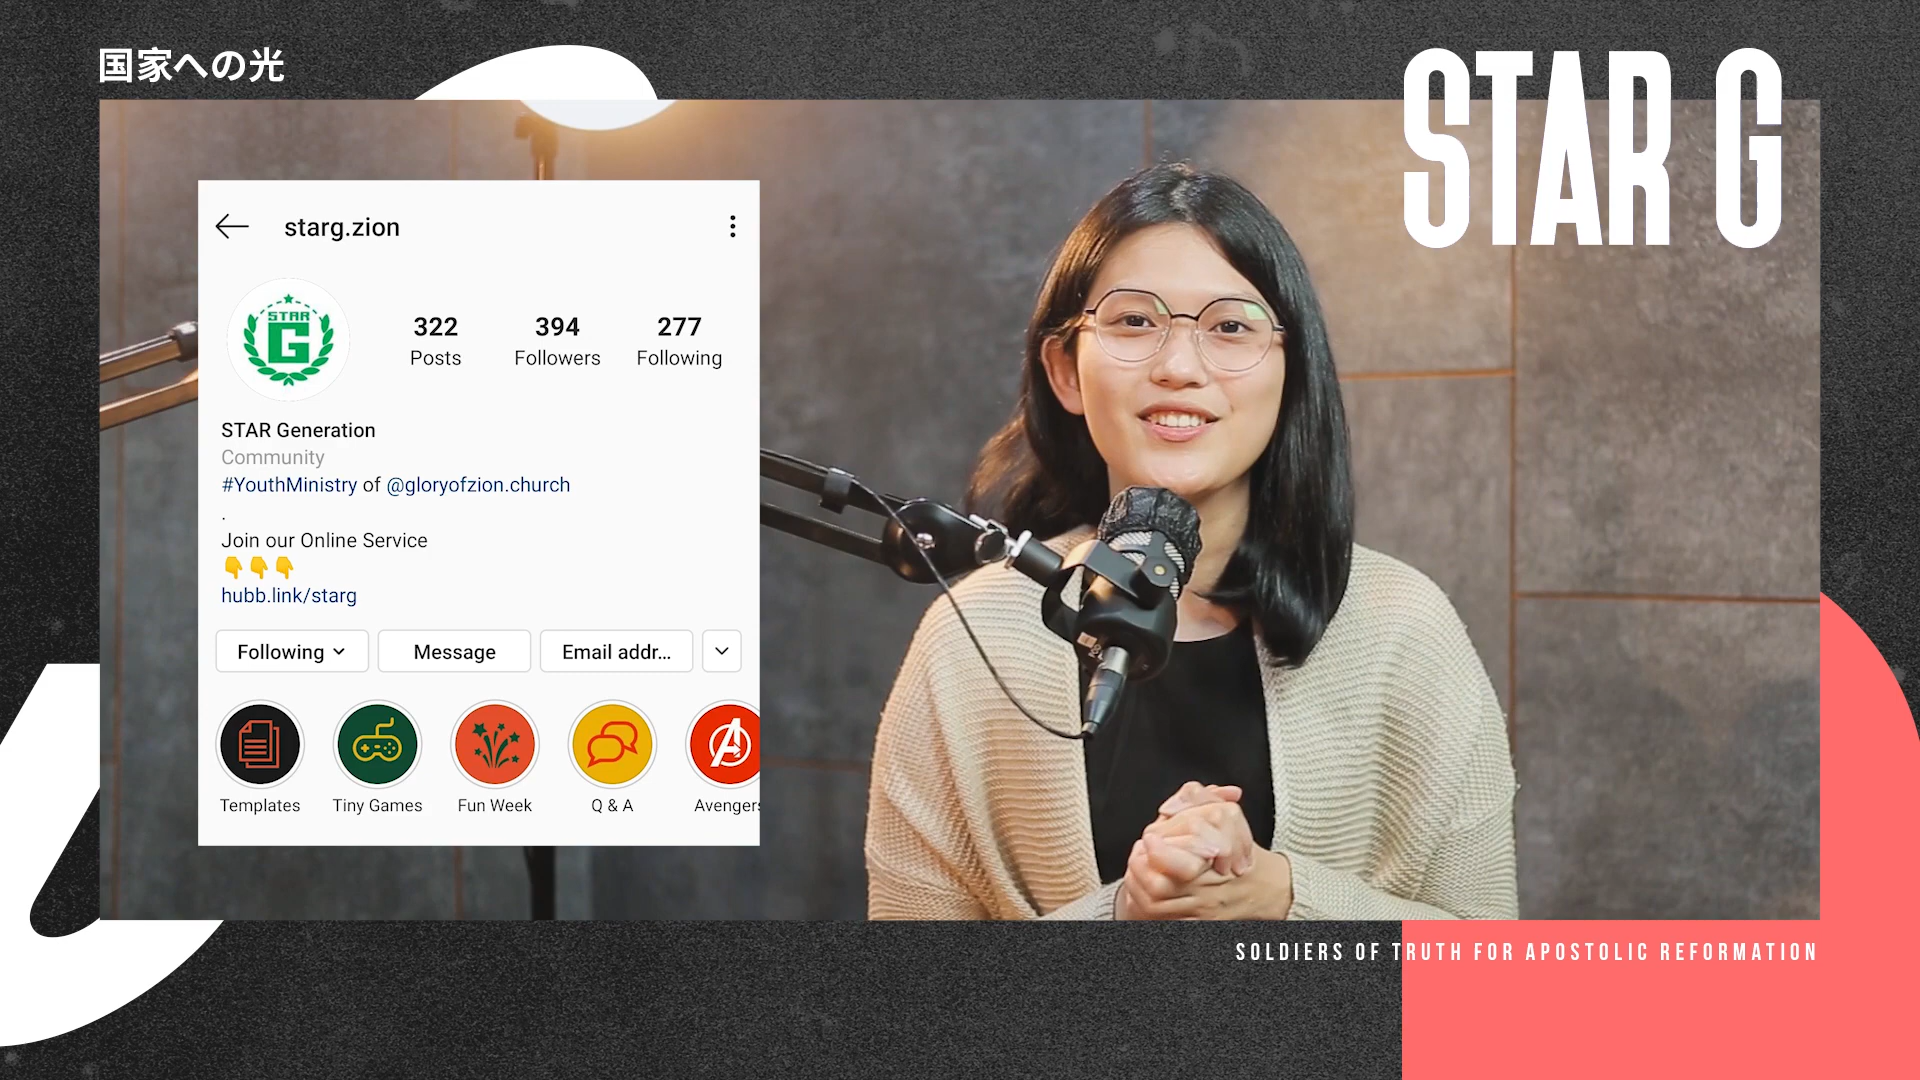 国家への光
STAR G
starg.zion
STAR
G
322
Posts
394
Followers
277
Following
STAR Generation
Community
#YouthMinistry of @gloryofzion.church
.
Join our Online Service
👇👇👇
hubb.link/starg
Following
Message
Email addr...
Templates
Tiny Games
Fun Week
Q & A
Avengers
SOLDIERS OF TRUTH FOR APOSTOLIC REFORMATION